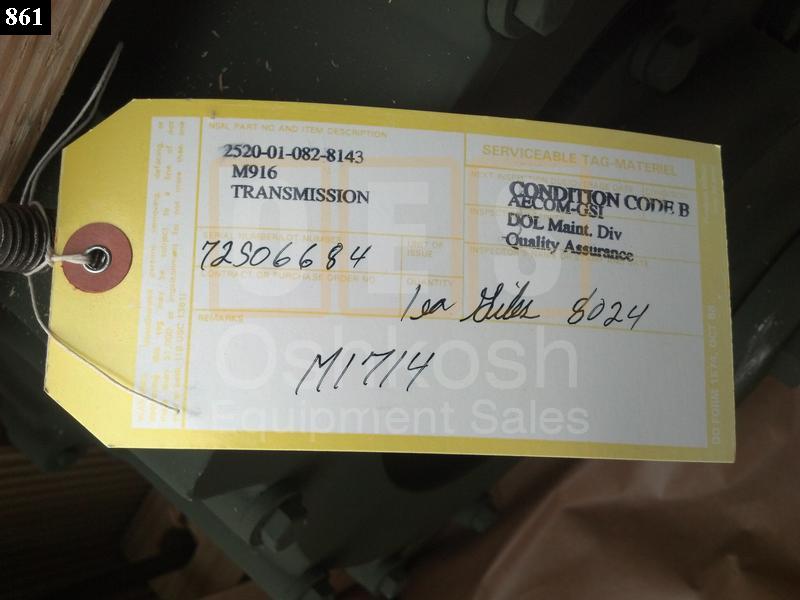 861
NSN, PART NO AND ITEM DESCRIPTION
2520-01-082-8143
M916
TRANSMISSION
SERVICEABLE TAG-MATERIEL
CONDITION CODE B
AECOM-GSI
DOL Maint. Div
Quality Assurance
SERIAL NUMBER/LOT NUMBER
72S06684
UNIT OF
ISSUE
CONTRACT OR PURCHASE ORDER NO
QUANTITY
1ea Giles 8024
REMARKS
M1714
OES
Oshkosh
Equipment Sales